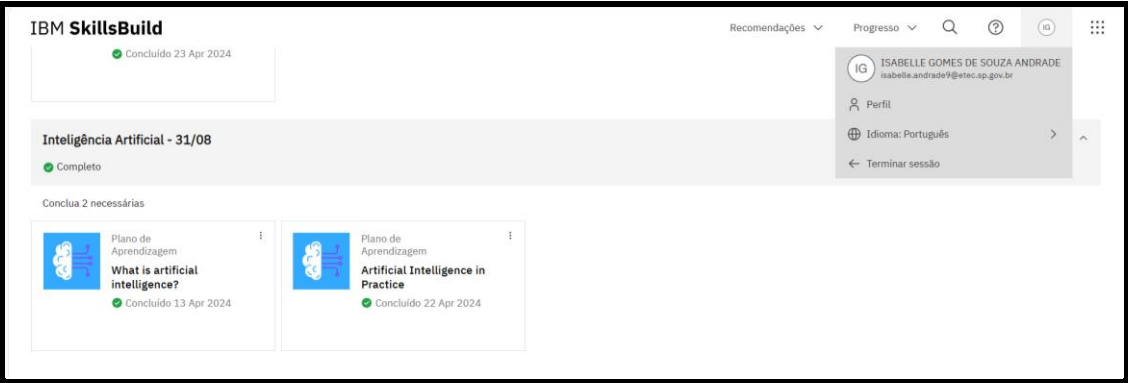 IBM SkillsBuild
Recomendações
Progresso
IG
Concluído 23 Apr 2024
IG
ISABELLE GOMES DE SOUZA ANDRADE
isabelle.andrade9@etec.sp.gov.br
Perfil
Idioma: Português
Terminar sessão
Inteligência Artificial - 31/08
Completo
Conclua 2 necessárias
Plano de
Aprendizagem
What is artificial
intelligence?
Concluído 13 Apr 2024
Plano de
Aprendizagem
Artificial Intelligence in
Practice
Concluído 22 Apr 2024